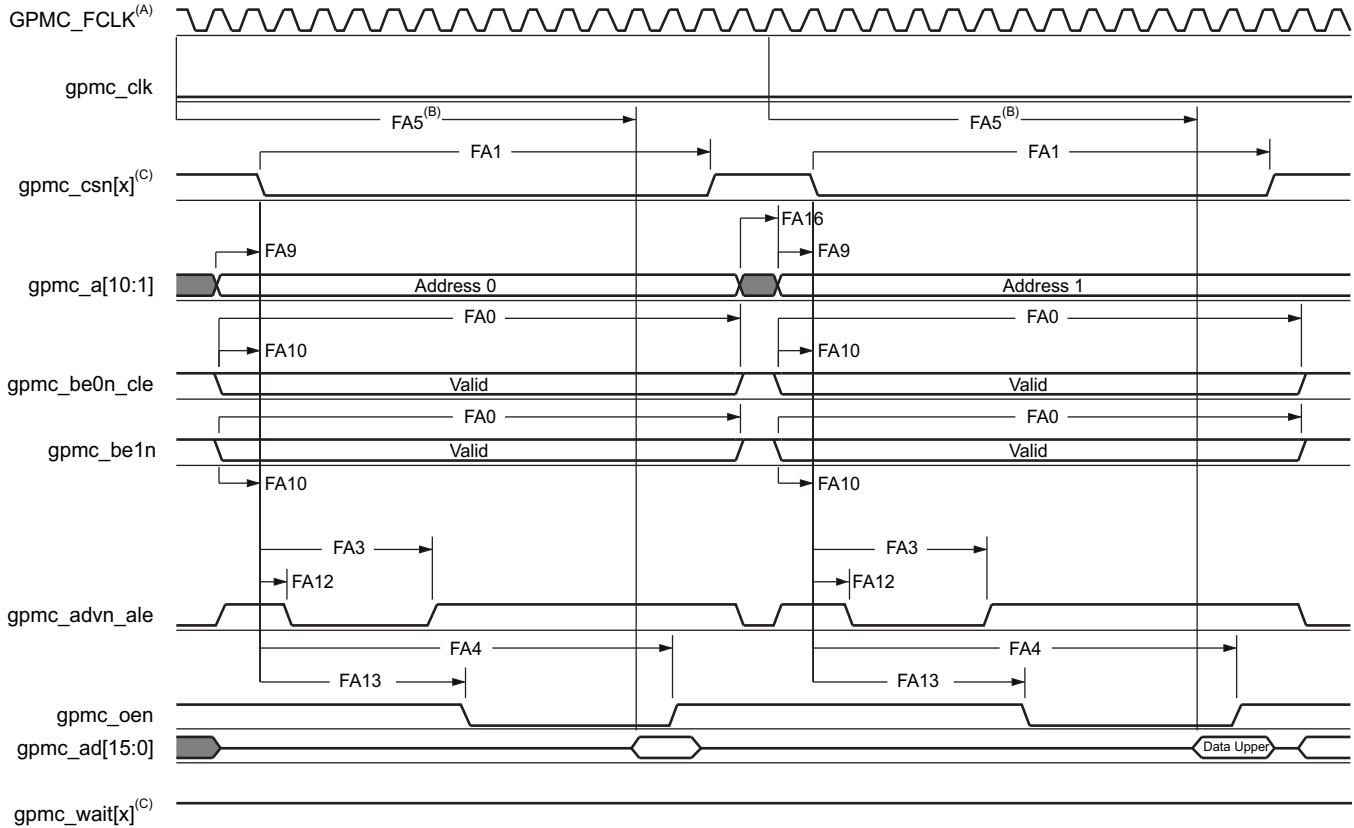 GPMC_FCLK(A)
gpmc_clk
FA5(B) FA5(B)
FA1 FA1
gpmc_csn[x](C)
FA16
FA9 FA9
gpmc_a[10:1] Address 0 Address 1
FA0 FA0
FA10 FA10
gpmc_be0n_cle Valid Valid
FA0 FA0
gpmc_be1n Valid Valid
FA10 FA10
FA3 FA3
FA12 FA12
gpmc_advn_ale
FA4 FA4
FA13 FA13
gpmc_oen
gpmc_ad[15:0] Data Upper
gpmc_wait[x](C)